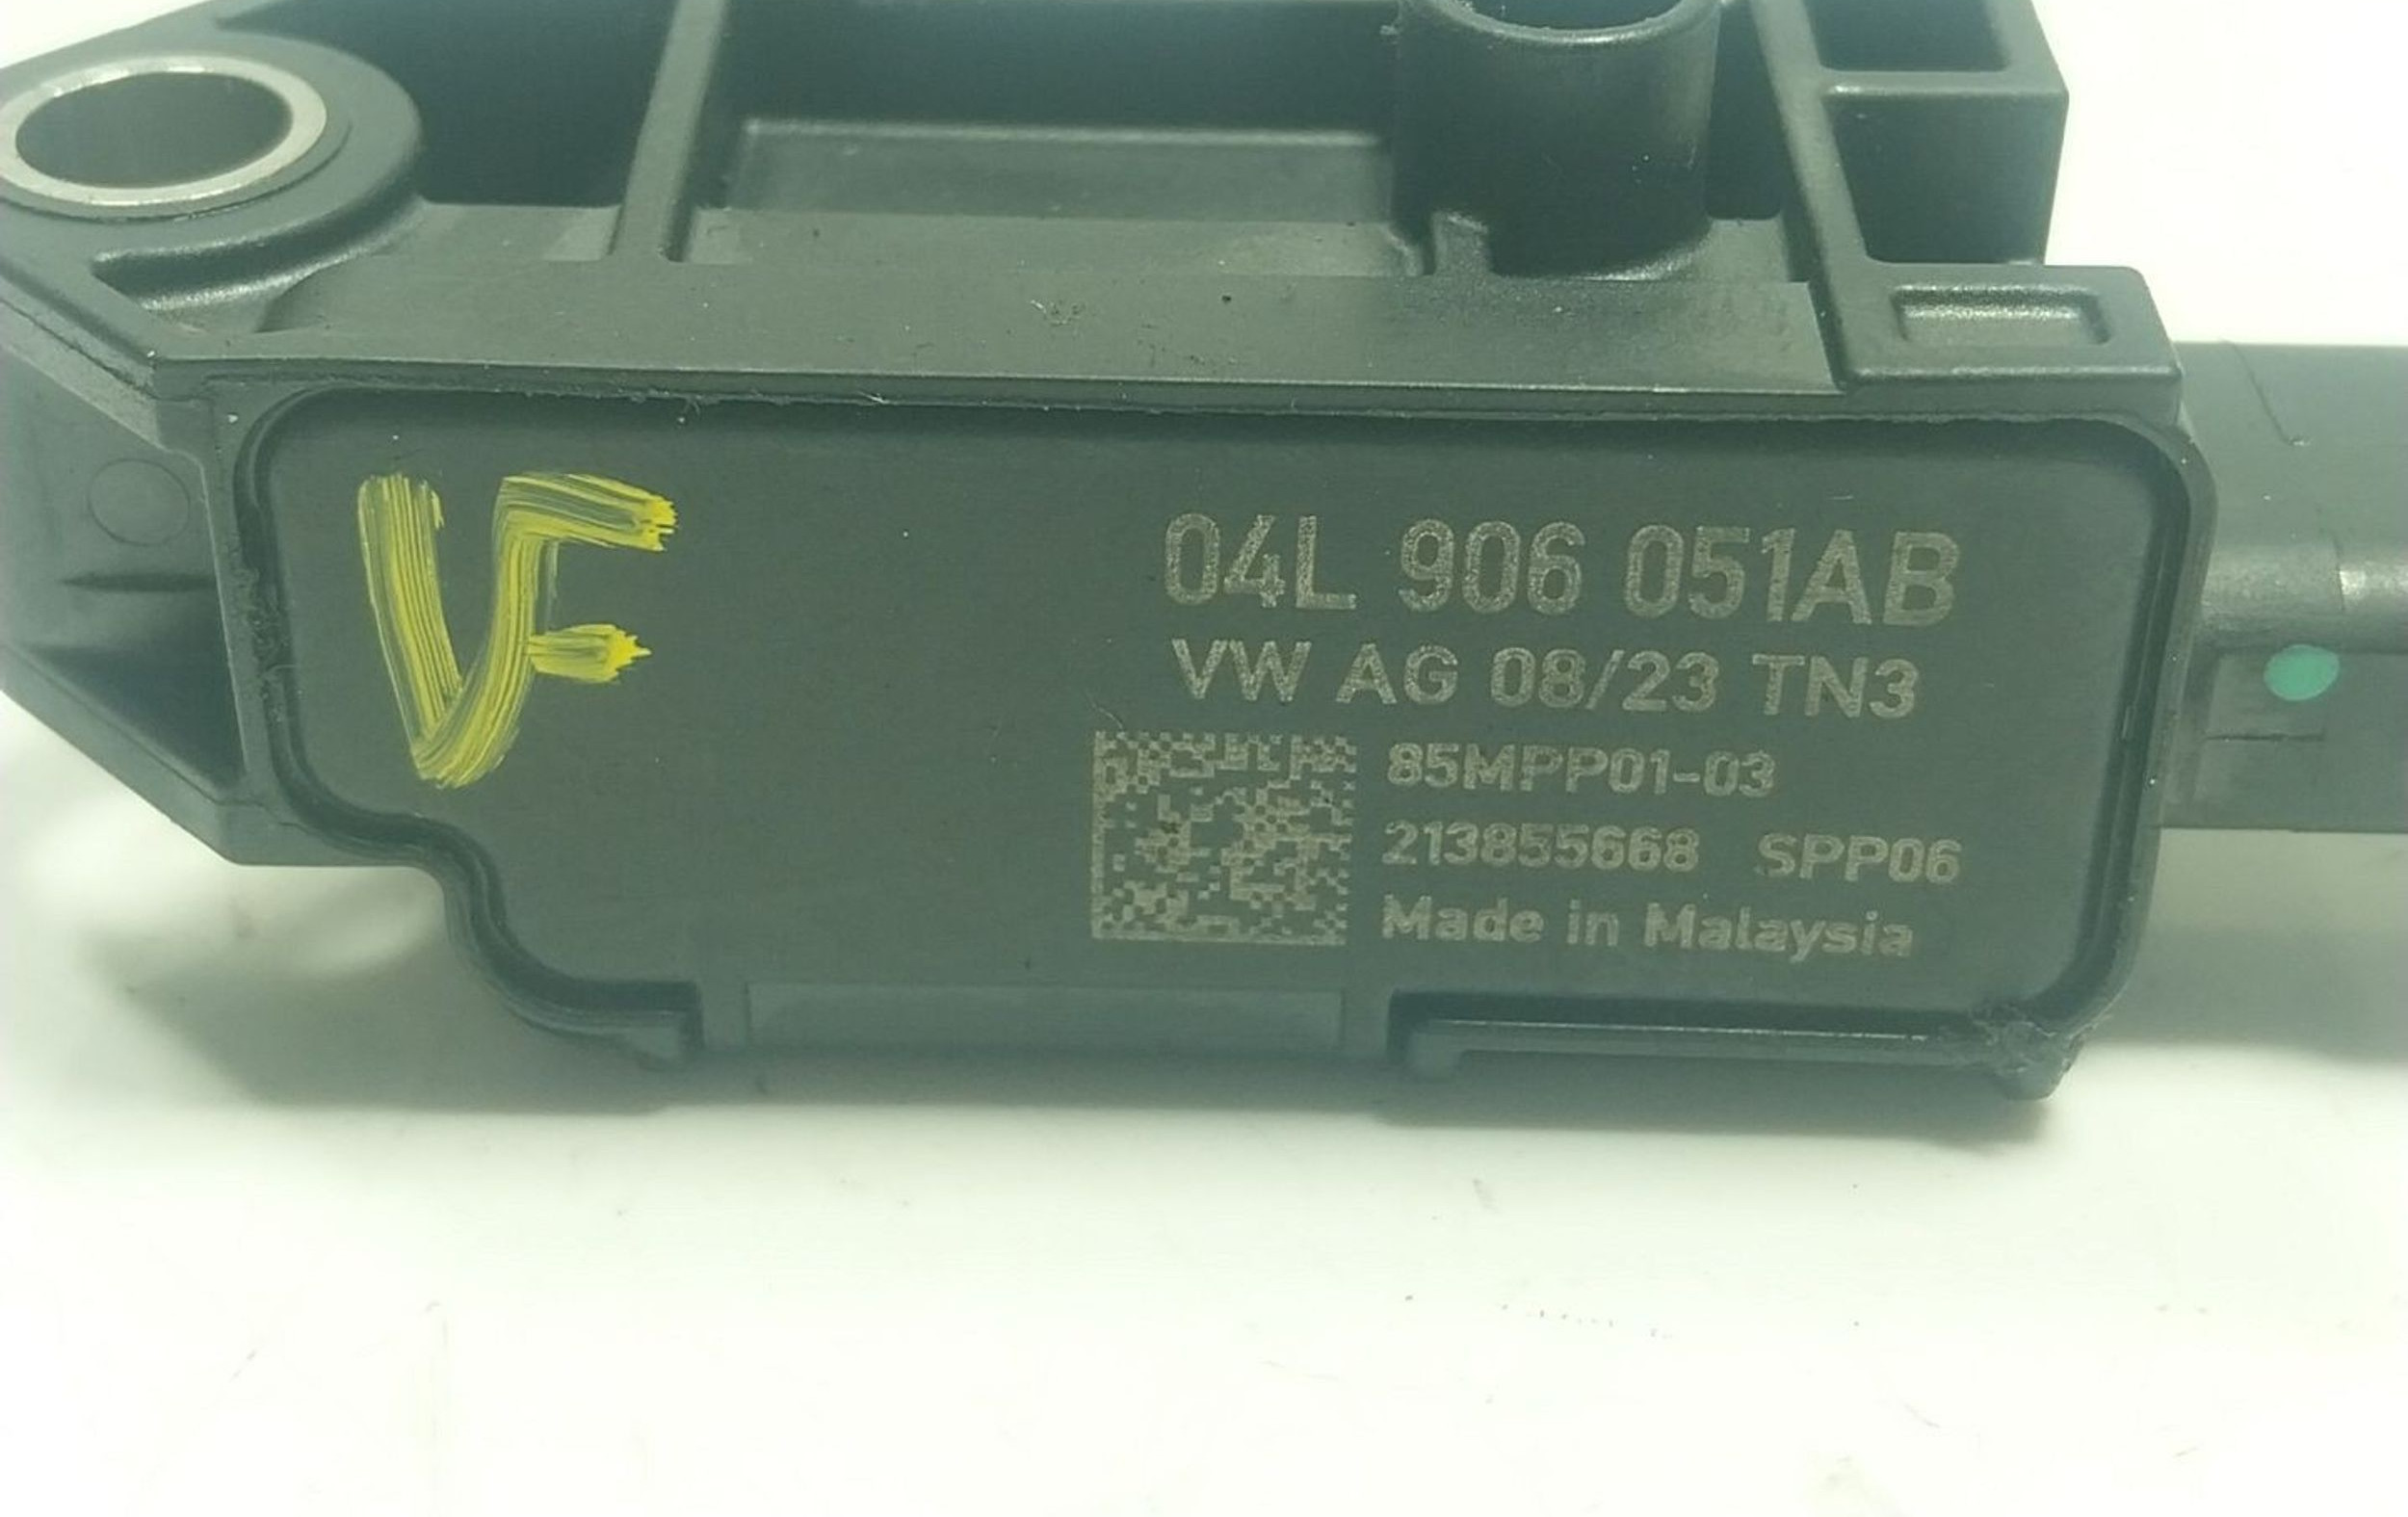 VF
04L 906 051AB
VW AG 08/23 TN3
85MPP01-03
213855668 SPP06
Made in Malaysia